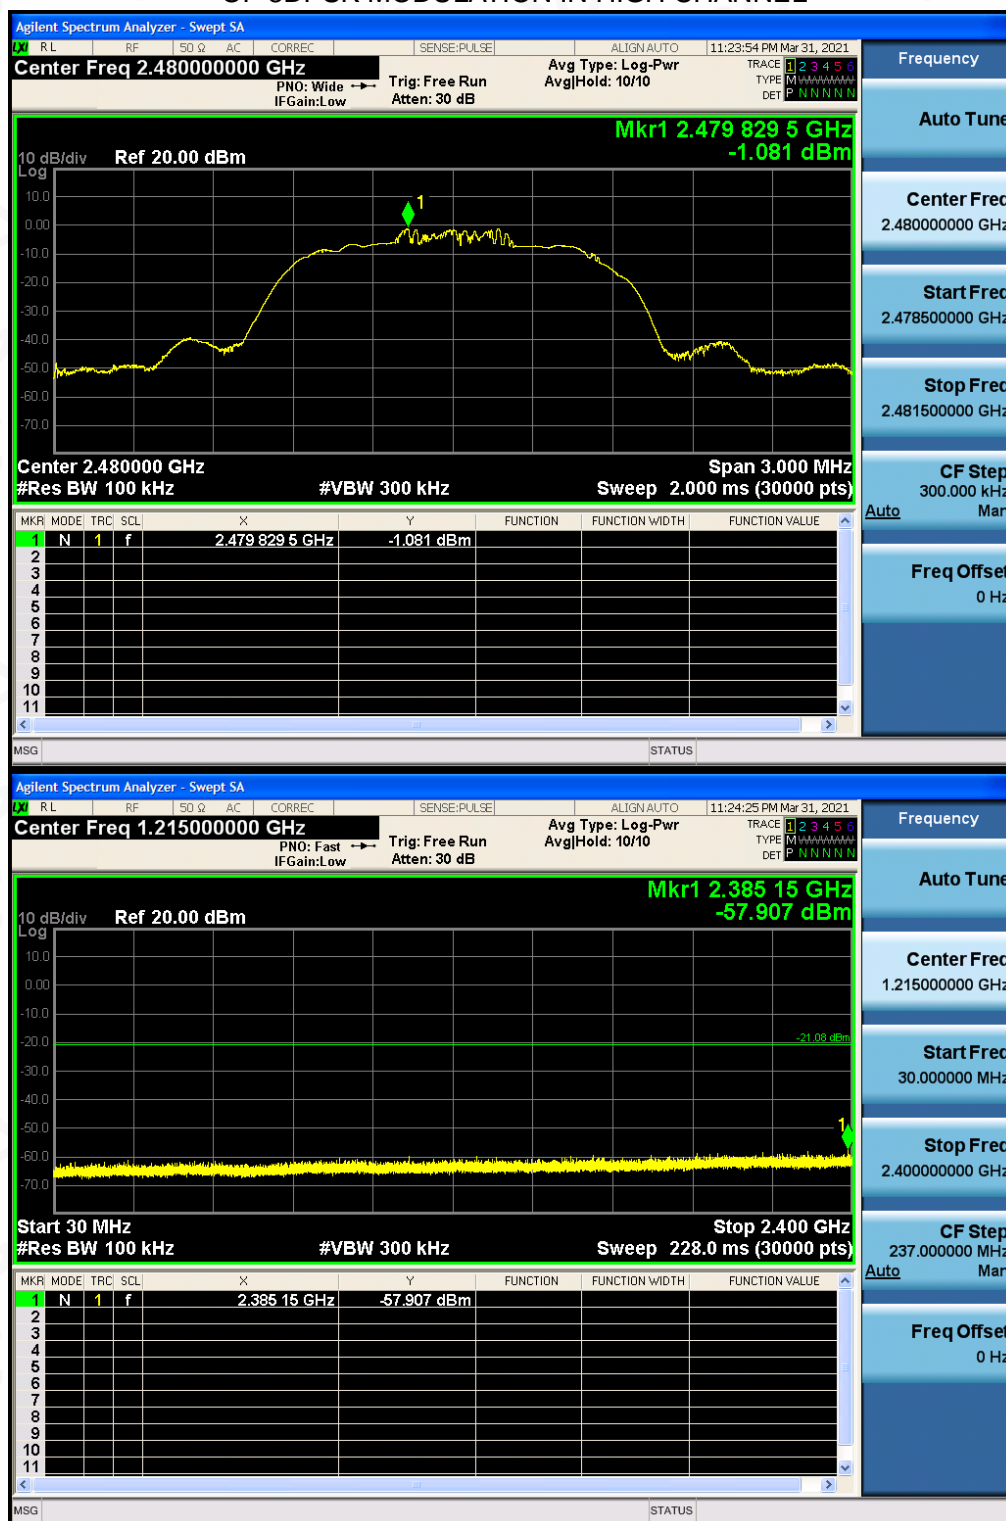 OF 8DPSK MODULATION IN HIGH CHANNEL
Agilent Spectrum Analyzer - Swept SA
LXI RL RF 50 Ω AC CORREC SENSE:PULSE ALIGN AUTO 11:23:54 PM Mar 31, 2021
Center Freq 2.480000000 GHz
PNO: Wide
IFGain:Low
Trig: Free Run
Atten: 30 dB
Avg Type: Log-Pwr
Avg|Hold: 10/10
TRACE 1 2 3 4 5 6
TYPE M
DET P N N N N N
Mkr1 2.479 829 5 GHz
-1.081 dBm
10 dB/div Ref 20.00 dBm
Log
10.0
0.00
-10.0
-20.0
-30.0
-40.0
-50.0
-60.0
-70.0
1
Center 2.480000 GHz Span 3.000 MHz
#Res BW 100 kHz #VBW 300 kHz Sweep 2.000 ms (30000 pts)
MKR MODE TRC SCL X Y FUNCTION FUNCTION WIDTH FUNCTION VALUE
1 N 1 f 2.479 829 5 GHz -1.081 dBm
2
3
4
5
6
7
8
9
10
11
MSG STATUS
Frequency
Auto Tune
Center Freq
2.480000000 GHz
Start Freq
2.478500000 GHz
Stop Freq
2.481500000 GHz
CF Step
300.000 kHz
Auto Man
Freq Offset
0 Hz
Agilent Spectrum Analyzer - Swept SA
LXI RL RF 50 Ω AC CORREC SENSE:PULSE ALIGN AUTO 11:24:25 PM Mar 31, 2021
Center Freq 1.215000000 GHz
PNO: Fast
IFGain:Low
Trig: Free Run
Atten: 30 dB
Avg Type: Log-Pwr
Avg|Hold: 10/10
TRACE 1 2 3 4 5 6
TYPE M
DET P N N N N N
Mkr1 2.385 15 GHz
-57.907 dBm
10 dB/div Ref 20.00 dBm
Log
10.0
0.00
-10.0
-20.0
-30.0
-40.0
-50.0
-60.0
-70.0
-21.08 dBm
1
Start 30 MHz Stop 2.400 GHz
#Res BW 100 kHz #VBW 300 kHz Sweep 228.0 ms (30000 pts)
MKR MODE TRC SCL X Y FUNCTION FUNCTION WIDTH FUNCTION VALUE
1 N 1 f 2.385 15 GHz -57.907 dBm
2
3
4
5
6
7
8
9
10
11
MSG STATUS
Frequency
Auto Tune
Center Freq
1.215000000 GHz
Start Freq
30.000000 MHz
Stop Freq
2.400000000 GHz
CF Step
237.000000 MHz
Auto Man
Freq Offset
0 Hz